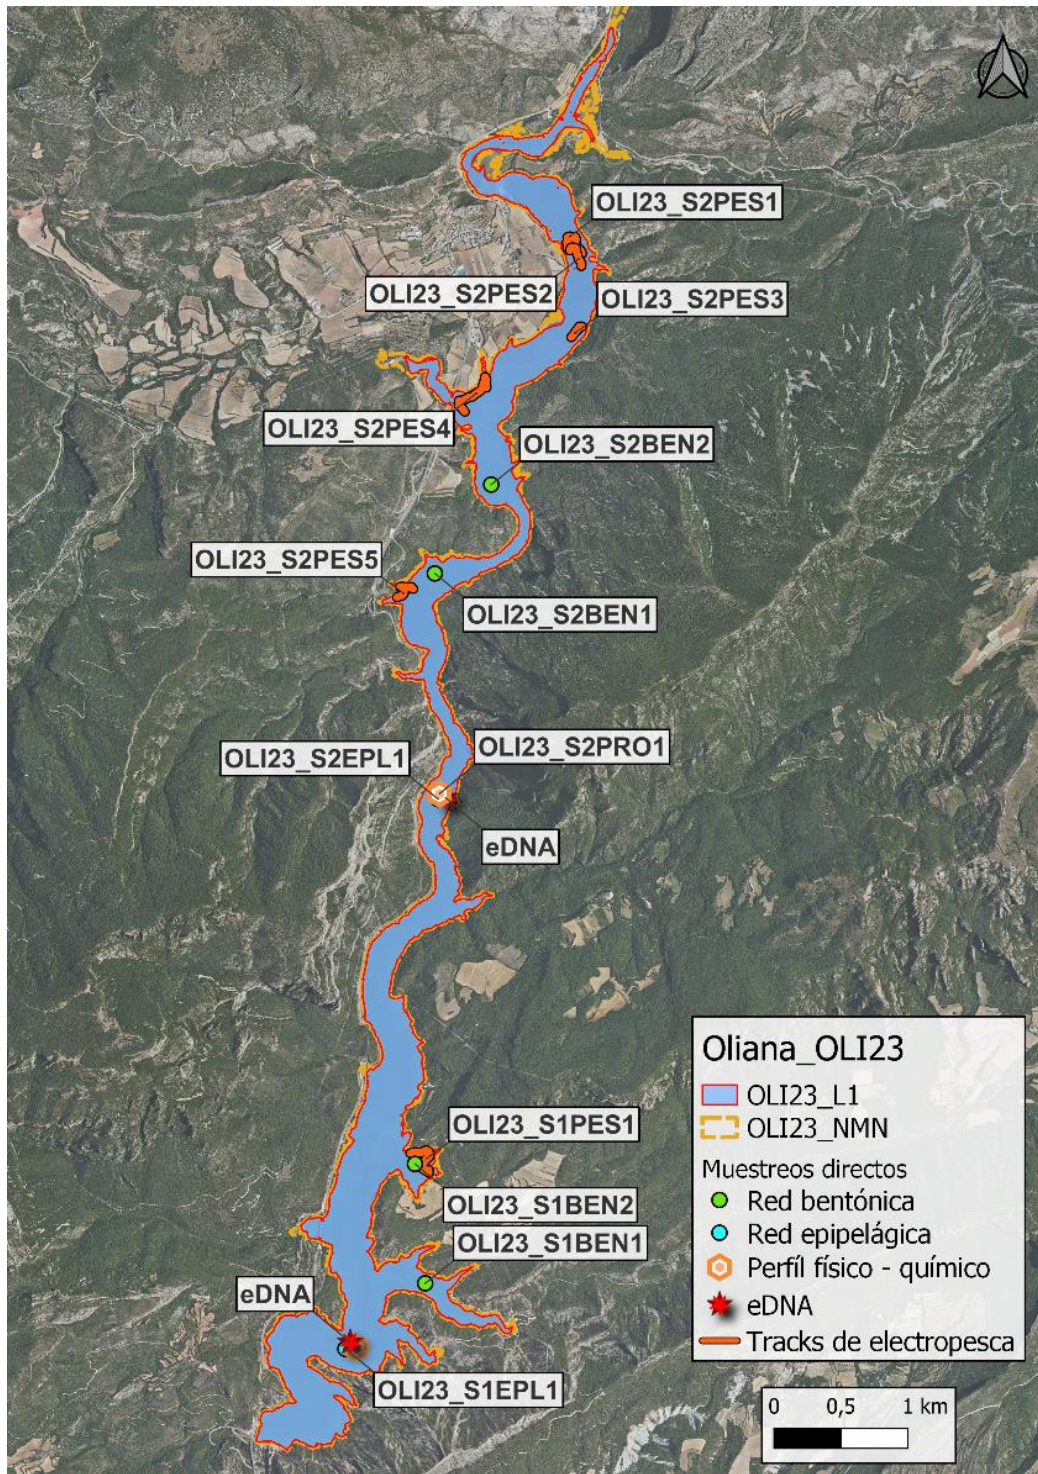 OLI23_S2PES1
OLI23_S2PES2
OLI23_S2PES3
OLI23_S2PES4
OLI23_S2BEN2
OLI23_S2PES5
OLI23_S2BEN1
OLI23_S2PRO1
OLI23_S2EPL1
eDNA
OLI23_S1PES1
OLI23_S1BEN2
OLI23_S1BEN1
eDNA
OLI23_S1EPL1
Oliana_OLI23
OLI23_L1
OLI23_NMN
Muestreos directos
Red bentónica
Red epipelágica
Perfíl físico - químico
eDNA
Tracks de electropesca
0 0,5 1 km